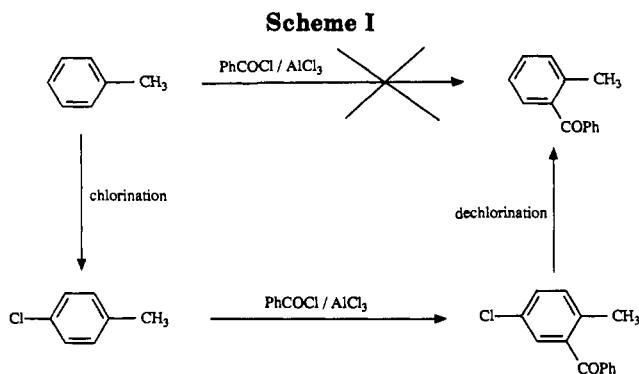 Scheme I
CH₃
PhCOCl / AlCl₃
CH₃
COPh
chlorination
dechlorination
Cl
CH₃
PhCOCl / AlCl₃
Cl
CH₃
COPh